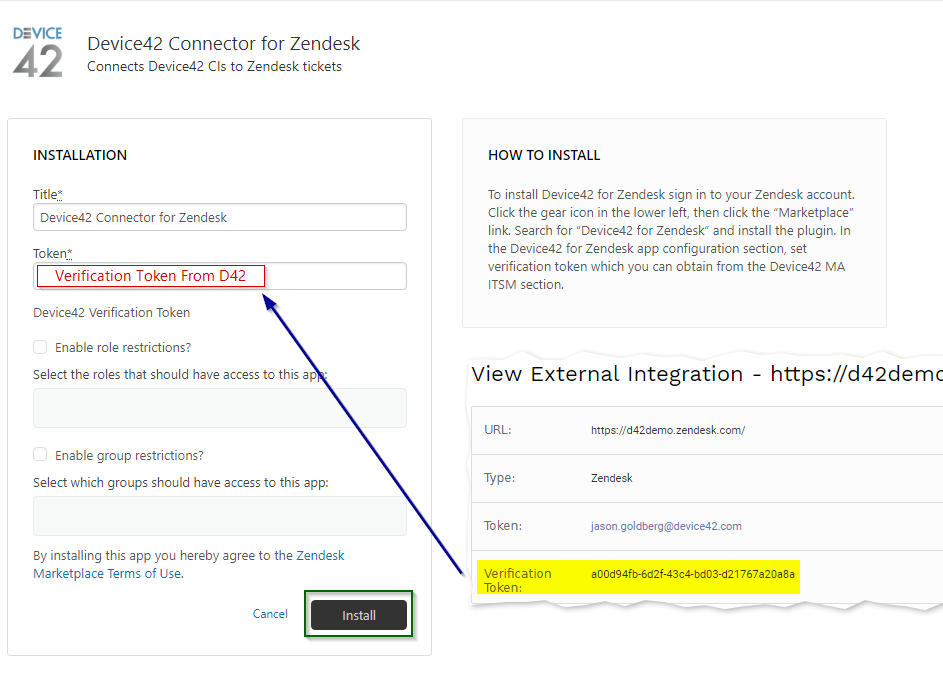 DEVICE
42
Device42 Connector for Zendesk
Connects Device42 CIs to Zendesk tickets
INSTALLATION
Title*
Device42 Connector for Zendesk
Token*
Verification Token From D42
Device42 Verification Token
Enable role restrictions?
Select the roles that should have access to this app:
Enable group restrictions?
Select which groups should have access to this app:
By installing this app you hereby agree to the Zendesk
Marketplace Terms of Use.
Cancel
Install
HOW TO INSTALL
To install Device42 for Zendesk sign in to your Zendesk account.
Click the gear icon in the lower left, then click the “Marketplace”
link. Search for “Device42 for Zendesk” and install the plugin. In
the Device42 for Zendesk app configuration section, set
verification token which you can obtain from the Device42 MA
ITSM section.
View External Integration - https://d42demo
URL: https://d42demo.zendesk.com/
Type: Zendesk
Token: jason.goldberg@device42.com
Verification a00d94fb-6d2f-43c4-bd03-d21767a20a8a
Token: